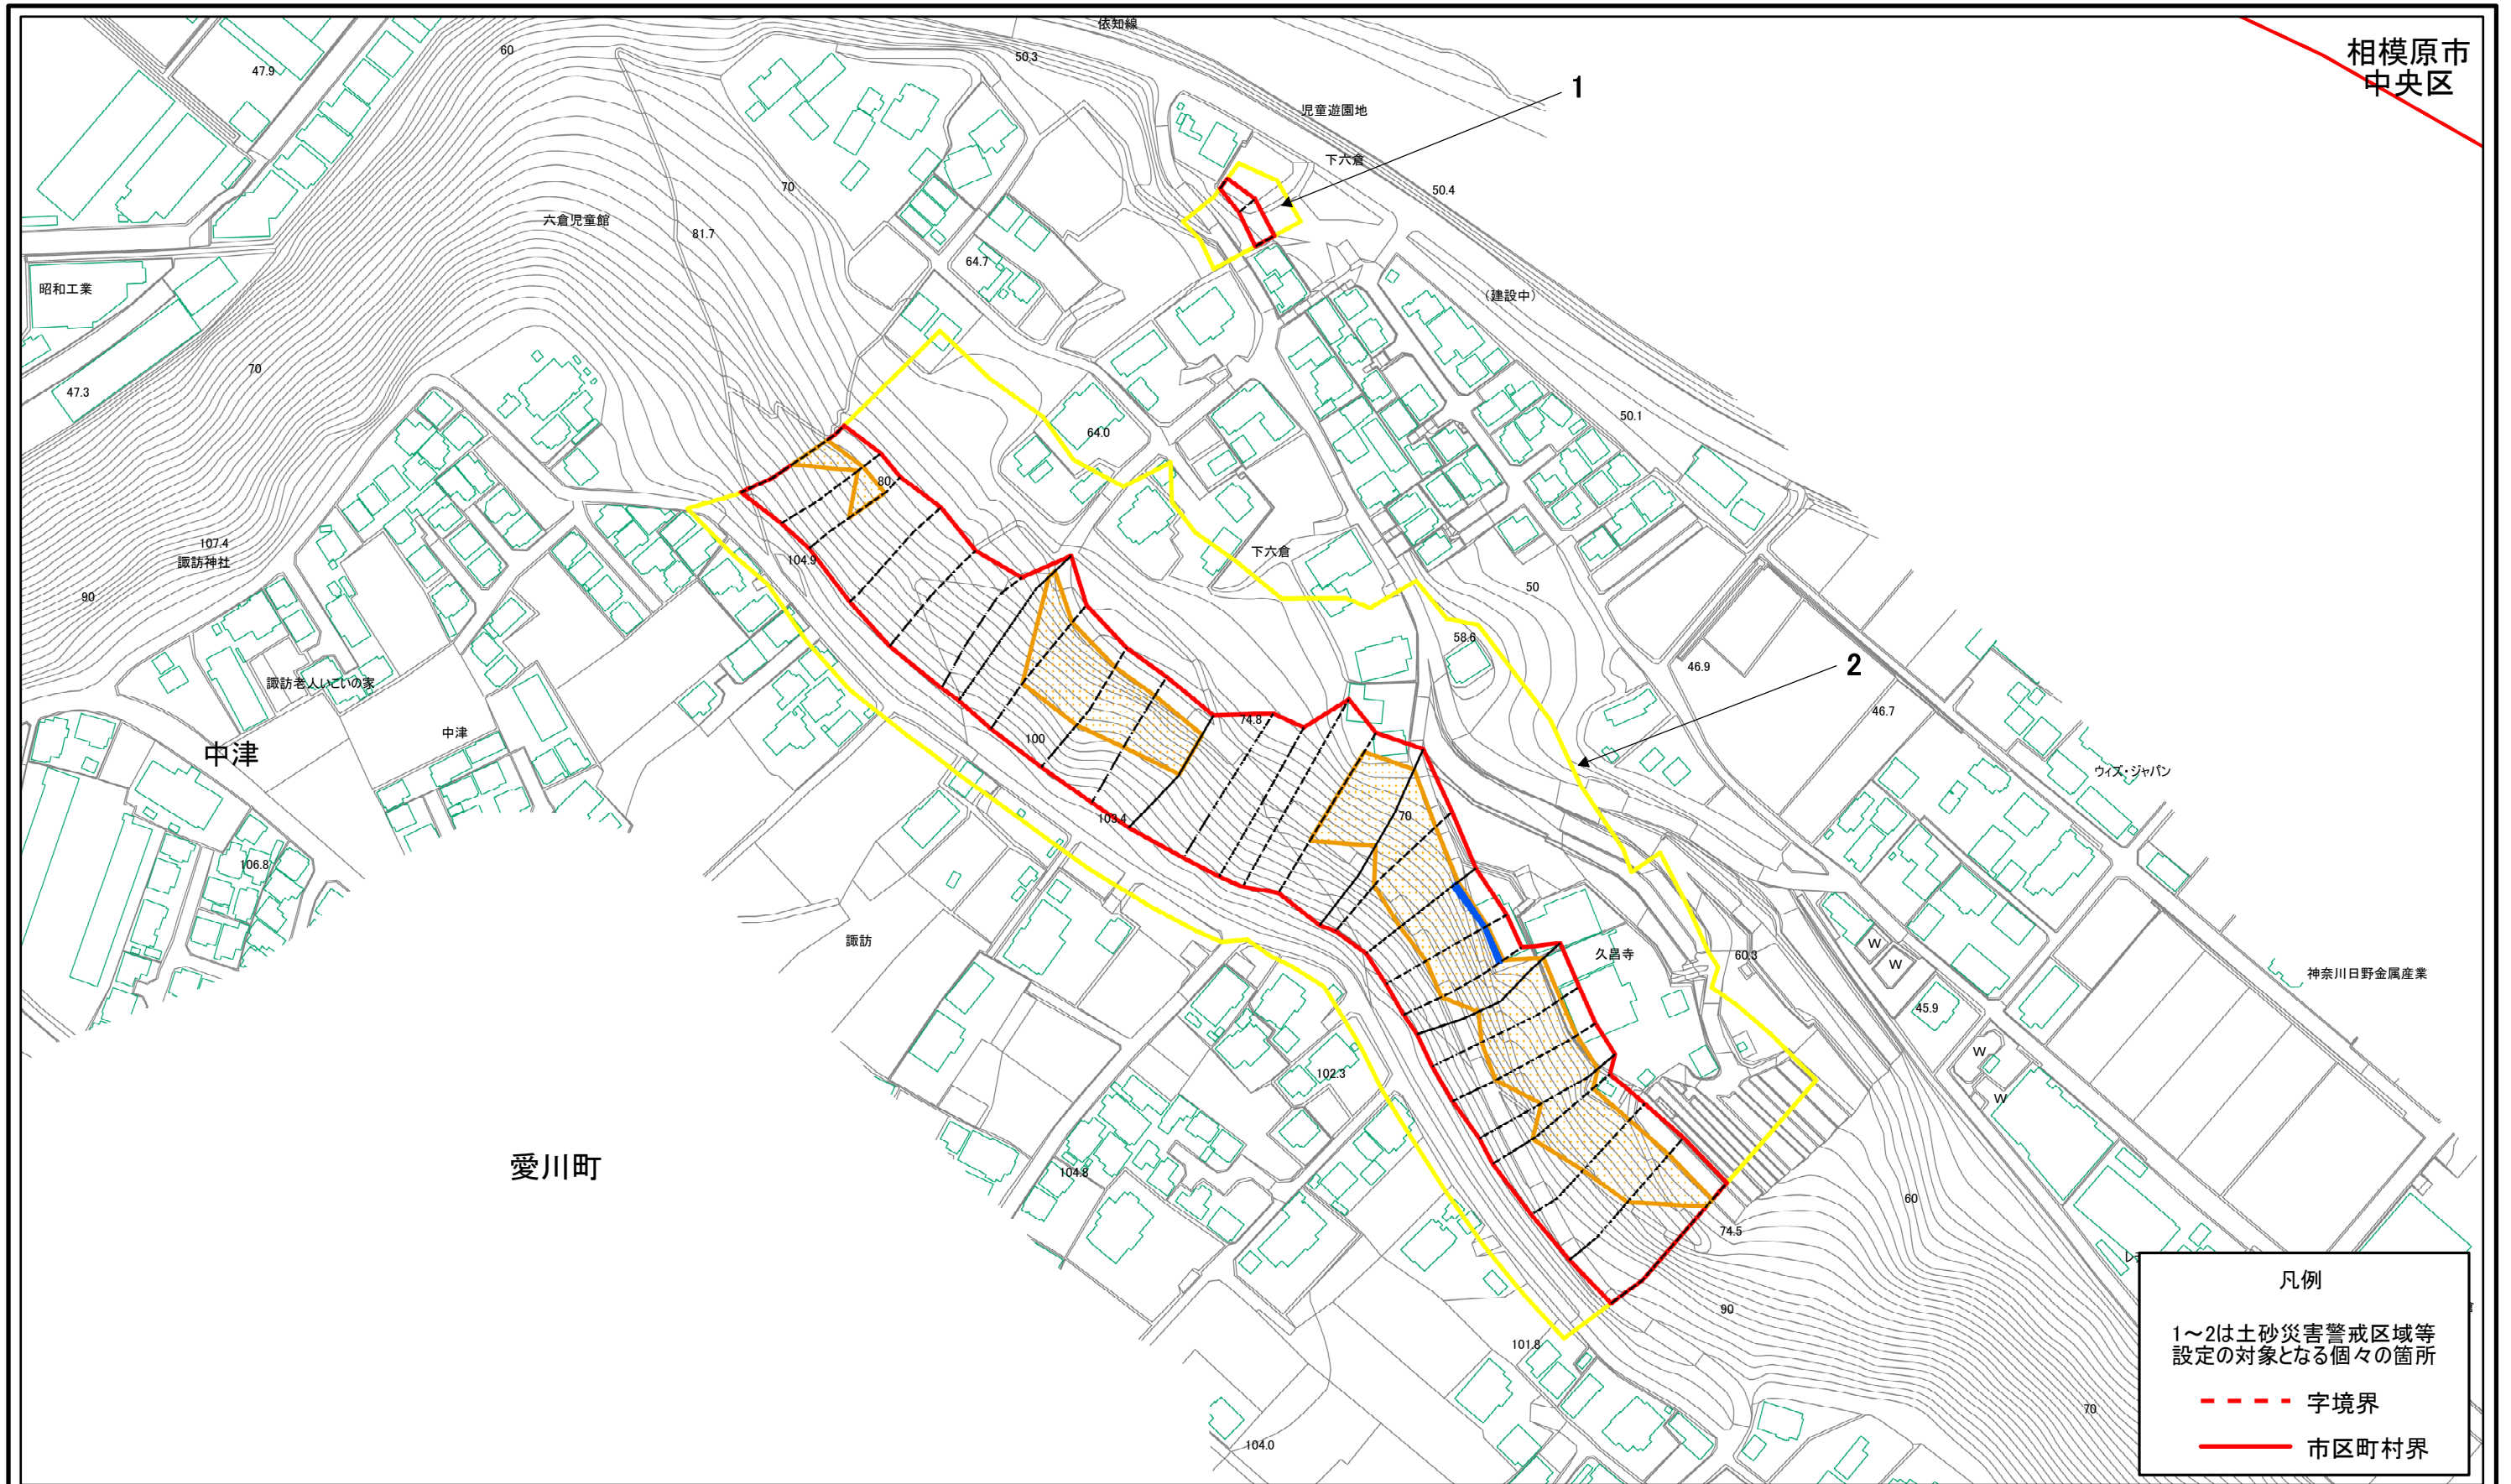 依知線
相模原市
中央区
60
50.3
47.9
1
児童遊園地
下六倉
50.4
70
六倉児童館
81.7
64.7
昭和工業
(建設中)
70
47.3
50.1
64.0
80
107.4
諏訪神社
104.9
下六倉
90
50
58.6
46.9
2
諏訪老人いこいの家
46.7
74.8
中津
中津
100
ウィズ・ジャパン
103.4
70
106.8
諏訪
久昌寺
W
W
60.3
神奈川日野金属産業
45.9
W
102.3
W
愛川町
104.8
60
74.5
凡例
90
1～2は土砂災害警戒区域等
設定の対象となる個々の箇所
101.8
字境界
70
104.0
市区町村界